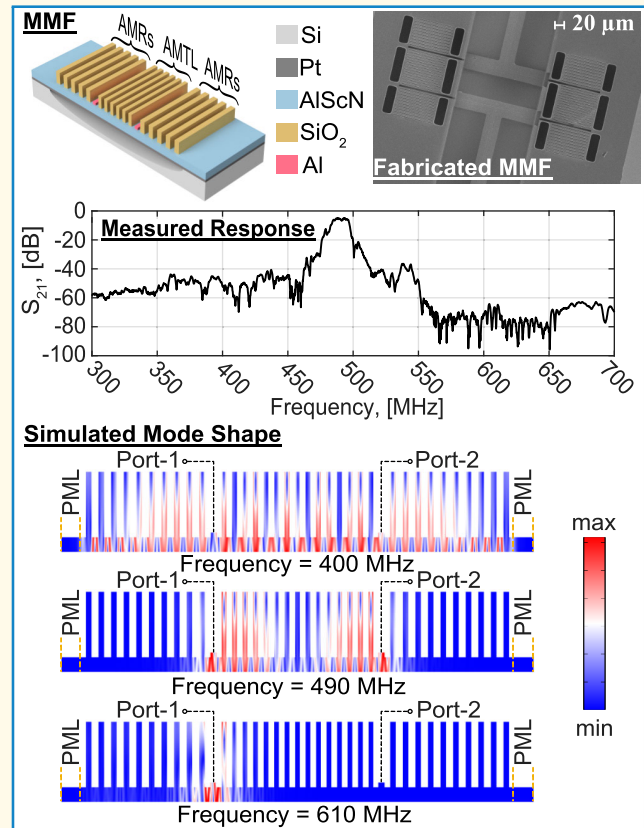 MMF
AMRs
AMTL
AMRs
Si
Pt
AlScN
SiO₂
Al
20 µm
Fabricated MMF
Measured Response
S₂₁, [dB]
0
-20
-40
-60
-80
-100
300
350
400
450
500
550
600
650
700
Frequency, [MHz]
Simulated Mode Shape
Port-1
Port-2
PML
PML
Frequency = 400 MHz
Port-1
Port-2
PML
PML
Frequency = 490 MHz
Port-1
Port-2
PML
PML
Frequency = 610 MHz
max
min